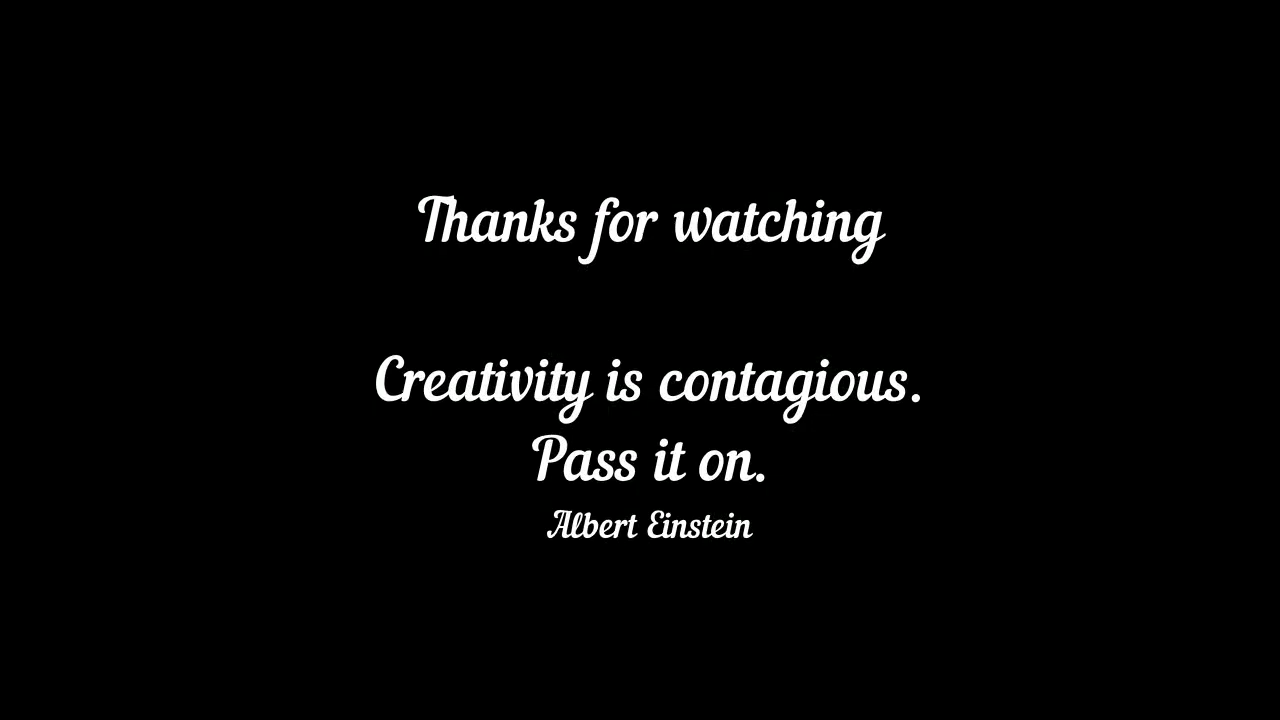 Thanks for watching
Creativity is contagious.
Pass it on.
Albert Einstein